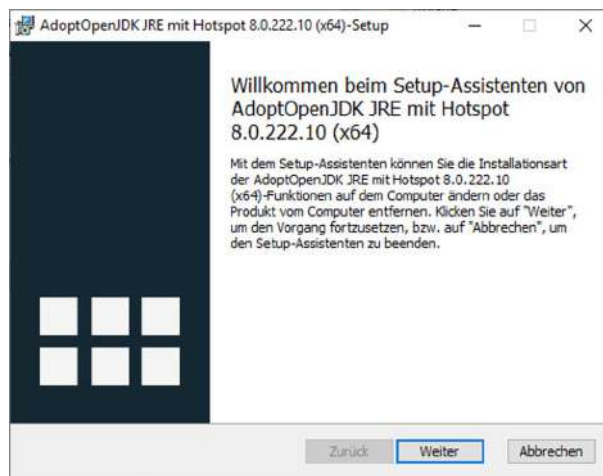 AdoptOpenJDK JRE mit Hotspot 8.0.222.10 (x64)-Setup
Willkommen beim Setup-Assistenten von
AdoptOpenJDK JRE mit Hotspot
8.0.222.10 (x64)
Mit dem Setup-Assistenten können Sie die Installationsart
der AdoptOpenJDK JRE mit Hotspot 8.0.222.10
(x64)-Funktionen auf dem Computer ändern oder das
Produkt vom Computer entfernen. Klicken Sie auf "Weiter",
um den Vorgang fortzusetzen, bzw. auf "Abbrechen", um
den Setup-Assistenten zu beenden.
Zurück Weiter Abbrechen